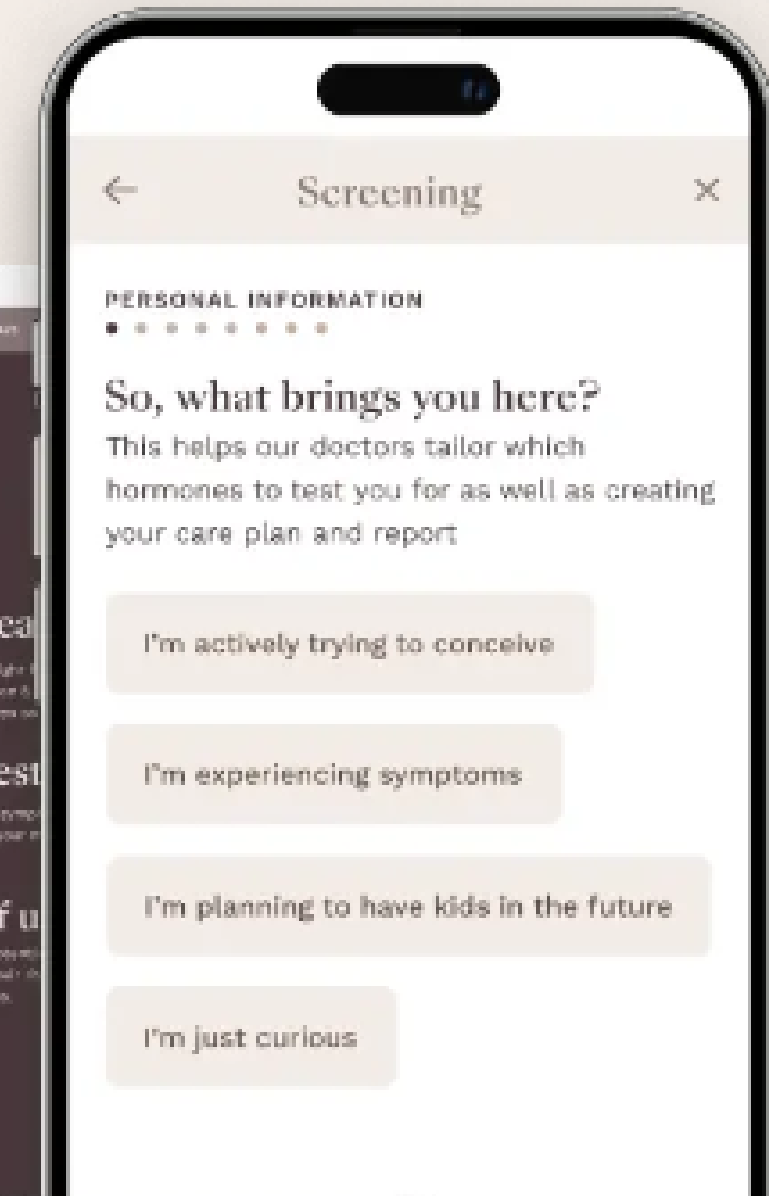 Screening
PERSONAL INFORMATION
So, what brings you here?
This helps our doctors tailor which
hormones to test you for as well as creating
your care plan and report
I'm actively trying to conceive
I'm experiencing symptoms
I'm planning to have kids in the future
I'm just curious